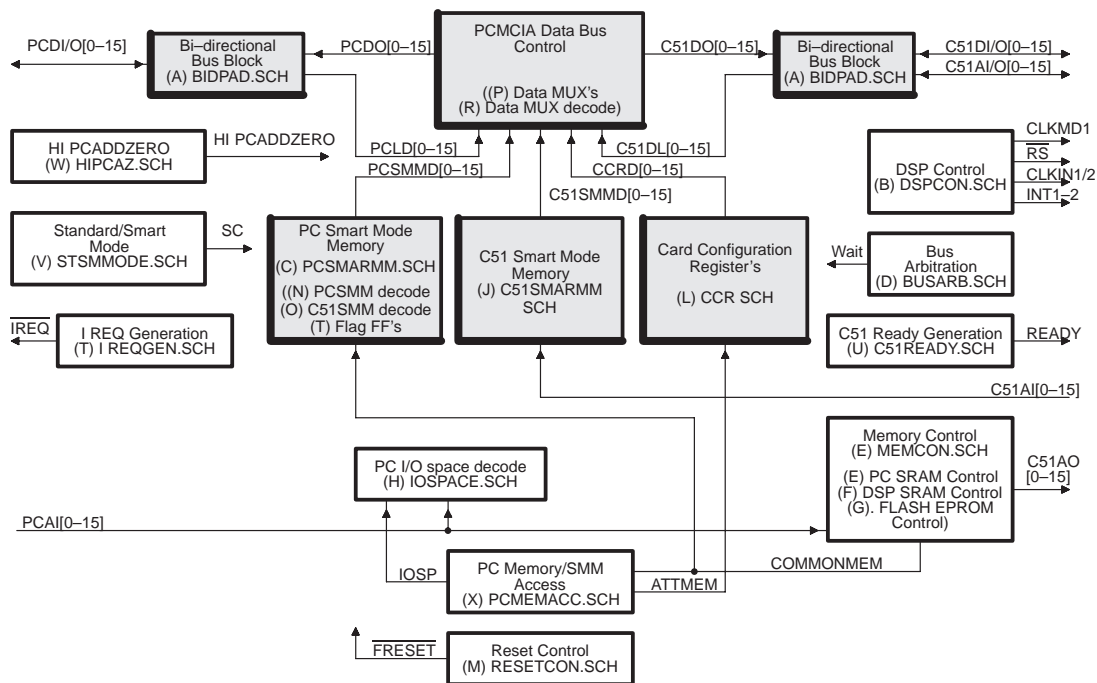 PCDI/O[0–15]
Bi–directional
Bus Block
(A) BIDPAD.SCH
PCDO[0–15]
PCMCIA Data Bus
Control
((P) Data MUX's
(R) Data MUX decode)
C51DO[0–15]
Bi–directional
Bus Block
(A) BIDPAD.SCH
C51DI/O[0–15]
C51AI/O[0–15]
HI PCADDZERO
(W) HIPCAZ.SCH
HI PCADDZERO
PCLD[0–15]
PCSMMD[0–15]
C51DL[0–15]
CCRD[0–15]
C51SMMD[0–15]
DSP Control
(B) DSPCON.SCH
CLKMD1
RS
CLKIN1/2
INT1–2
Standard/Smart
Mode
(V) STSMMODE.SCH
SC
PC Smart Mode
Memory
(C) PCSMARMM.SCH
((N) PCSMM decode
(O) C51SMM decode
(T) Flag FF's
C51 Smart Mode
Memory
(J) C51SMARMM
SCH
Card Configuration
Register's
(L) CCR SCH
Wait
Bus
Arbitration
(D) BUSARB.SCH
IREQ
I REQ Generation
(T) I REQGEN.SCH
C51 Ready Generation
(U) C51READY.SCH
READY
C51AI[0–15]
PC I/O space decode
(H) IOSPACE.SCH
Memory Control
(E) MEMCON.SCH
(E) PC SRAM Control
(F) DSP SRAM Control
(G). FLASH EPROM
Control)
C51AO
[0–15]
PCAI[0–15]
IOSP
PC Memory/SMM
Access
(X) PCMEMACC.SCH
COMMONMEM
ATTMEM
FRESET
Reset Control
(M) RESETCON.SCH